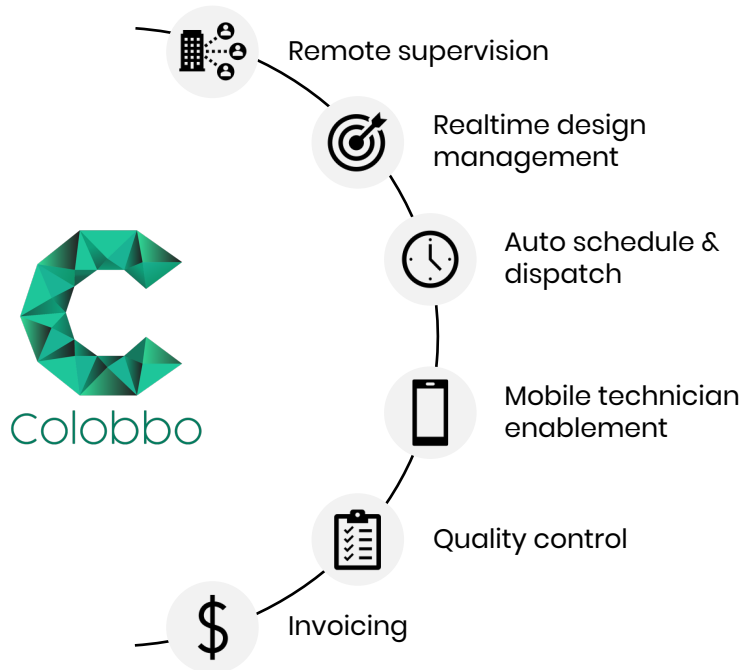 Remote supervision
Realtime design
management
Auto schedule &
dispatch
Colobbo
Mobile technician
enablement
Quality control
Invoicing